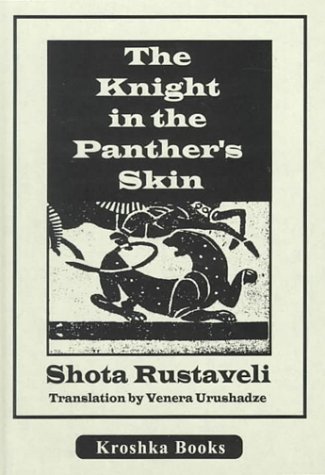 The
Knight
in the
Panther's
Skin
Shota Rustaveli
Translation by Venera Urushadze
Kroshka Books